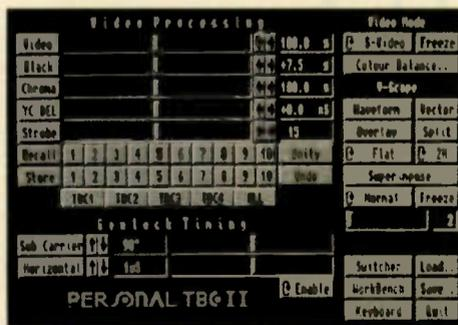 Video Processing
Video 100.0
Black +7.5
Chroma 100.0
YC DEL +0.0 nS
Strobe 15
Recall 1 2 3 4 5 6 7 8 9 10 Unity
Store 1 2 3 4 5 6 7 8 9 10 Undo
TBC1 TBC2 TBC3 TBC4 ALL
Genlock Timing
Sub Carrier 90°
Horizontal
Enable
PERSONAL TBC II
Video Mode
S-Video Freeze
Colour Balance..
V-Scope
Waveform Vector
Overlay Split
Flat 2H
Superimpose
Normal Freeze
2
Switcher Load..
WorkBench Save..
Keyboard Quit